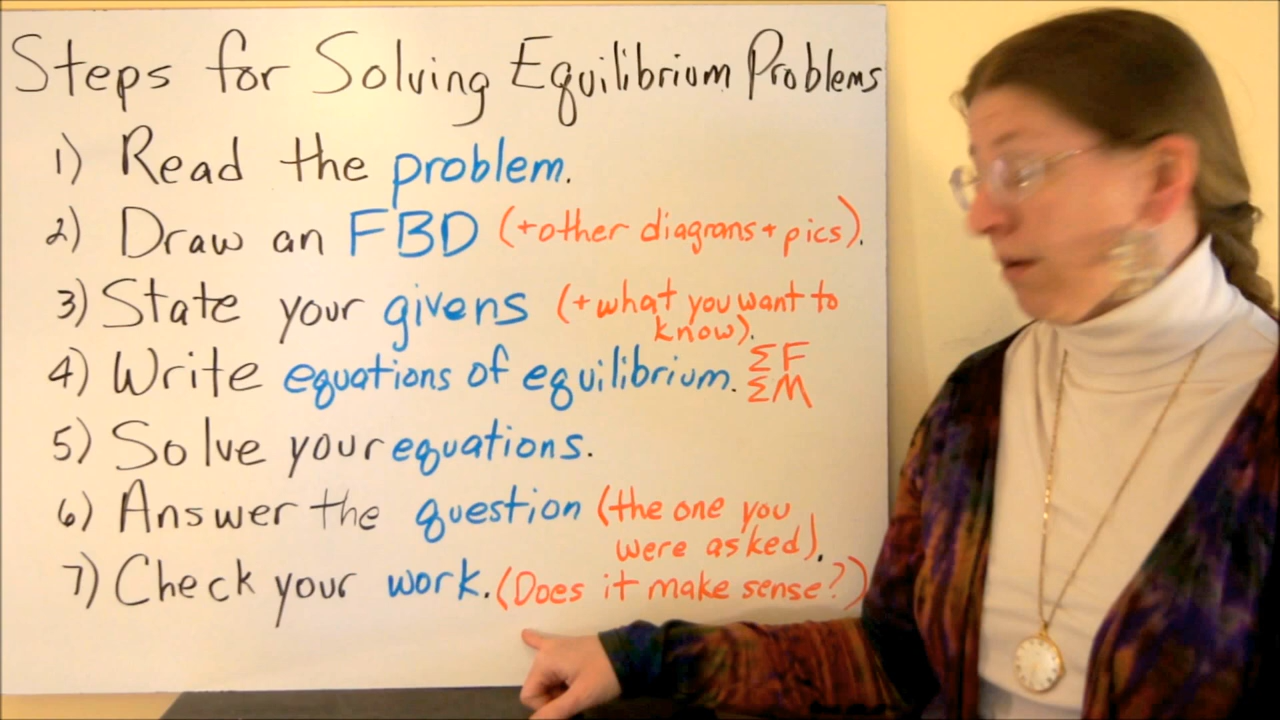 Steps for Solving Equilibrium Problems
1) Read the problem.
2) Draw an FBD (+other diagrams + pics).
3) State your givens (+ what you want to
know).
4) Write equations of equilibrium. ΣF
ΣM
5) Solve your equations.
6) Answer the question (the one you
were asked).
7) Check your work. (Does it make sense?)